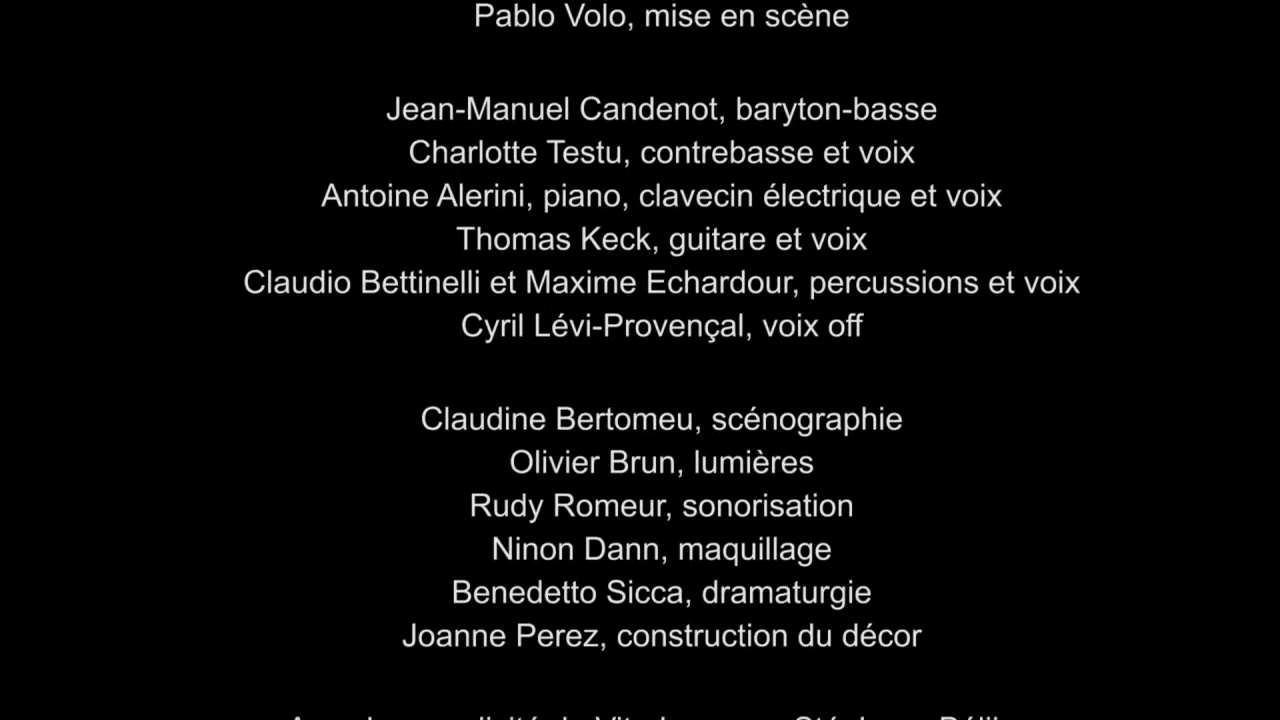 Pablo Volo, mise en scène
Jean-Manuel Candenot, baryton-basse
Charlotte Testu, contrebasse et voix
Antoine Alerini, piano, clavecin électrique et voix
Thomas Keck, guitare et voix
Claudio Bettinelli et Maxime Echardour, percussions et voix
Cyril Lévi-Provençal, voix off
Claudine Bertomeu, scénographie
Olivier Brun, lumières
Rudy Romeur, sonorisation
Ninon Dann, maquillage
Benedetto Sicca, dramaturgie
Joanne Perez, construction du décor